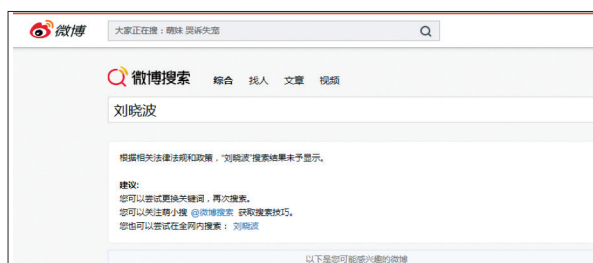 微博
大家正在搜：萌妹 哭诉失宠
微博搜索 综合 找人 文章 视频
刘晓波
根据相关法律法规和政策，“刘晓波”搜索结果未予显示。
建议:
您可以尝试更换关键词，再次搜索。
您可以关注萌小搜 @微博搜索 获取搜索技巧。
您也可以尝试在全网内搜索： 刘晓波
以下是您可能感兴趣的微博